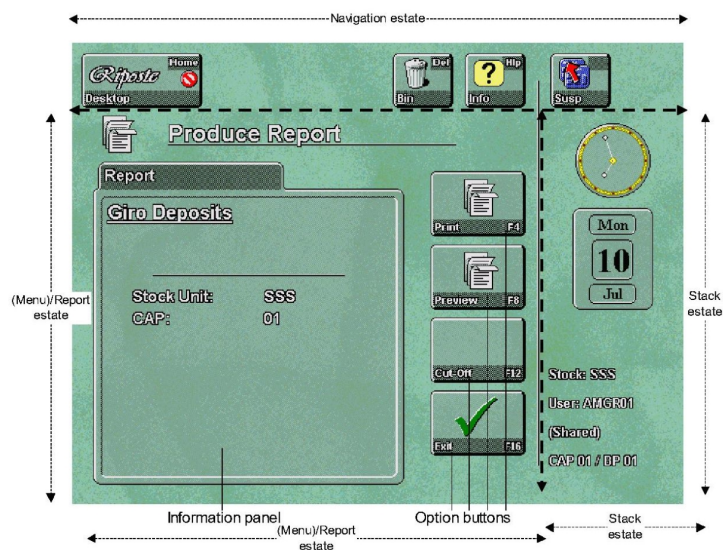 Navigation estate
Riposte Home
Desktop
Del
Bin
Hlp
Info
Susp
Produce Report
Report
Giro Deposits
Stock Unit: SSS
CAP: 01
Print F4
Preview F8
Cut-Off F12
Exit F16
Mon
10
Jul
Stock: SSS
User: AMGR01
(Shared)
CAP 01 / BP 01
(Menu)/Report
estate
Stack
estate
Information panel
Option buttons
(Menu)/Report
estate
Stack
estate